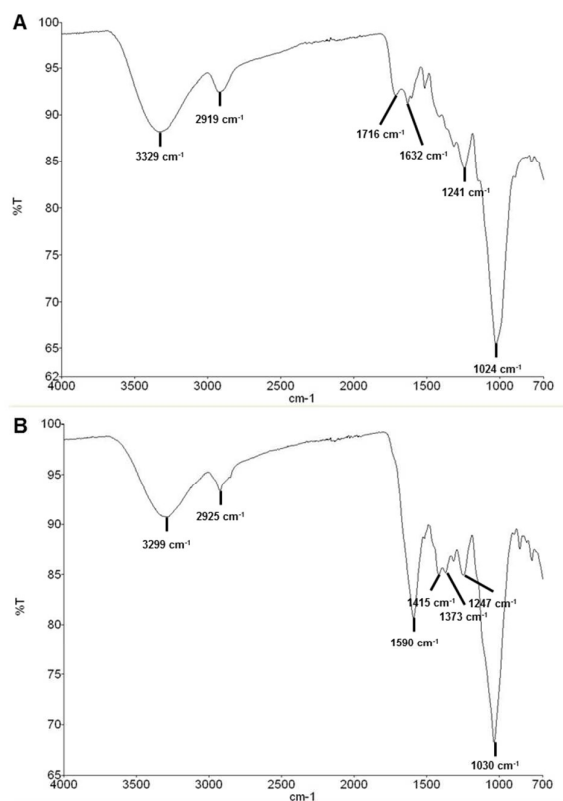 A
100
95
90
85
80
75
70
65
62
%T
3329 cm-1
2919 cm-1
1716 cm-1
1632 cm-1
1241 cm-1
1024 cm-1
4000 3000 2000 1500 1000 700
cm-1
B
100
95
90
85
80
75
70
65
%T
3299 cm-1
2925 cm-1
1590 cm-1
1415 cm-1
1373 cm-1
1247 cm-1
1030 cm-1
4000 3000 2500 2000 1500 1000 700
cm-1